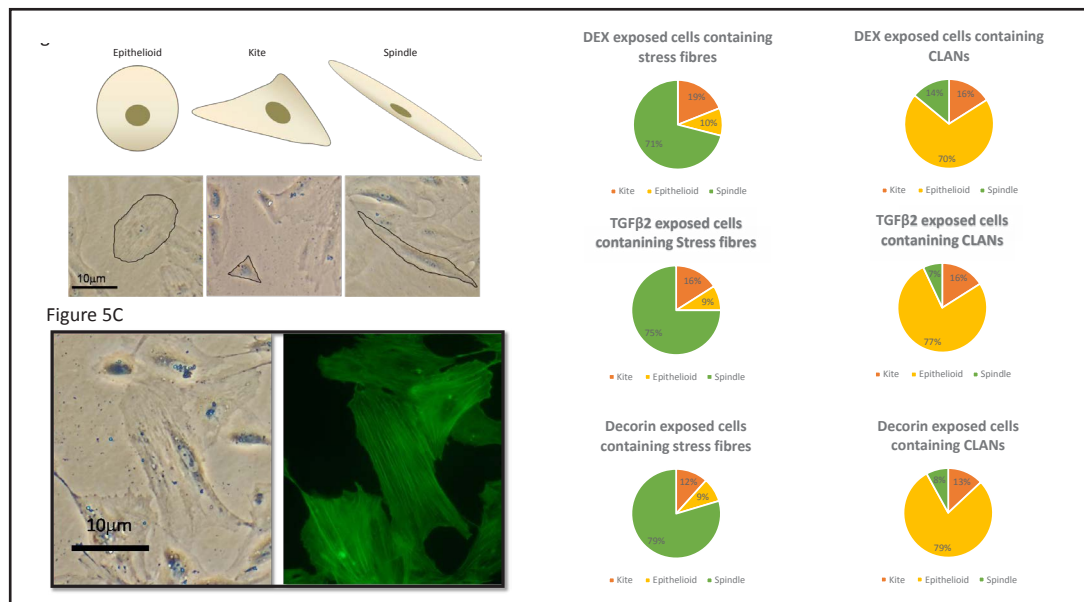 Epithelioid
Kite
Spindle
10μm
Figure 5C
10μm
DEX exposed cells containing
stress fibres
19%
10%
71%
Kite Epithelioid Spindle
DEX exposed cells containing
CLANs
14%
16%
70%
Kite Epithelioid Spindle
TGFβ2 exposed cells
contanining Stress fibres
16%
9%
75%
Kite Epithelioid Spindle
TGFβ2 exposed cells
contanining CLANs
7%
16%
77%
Kite Epithelioid Spindle
Decorin exposed cells
containing stress fibres
12%
9%
79%
Kite Epithelioid Spindle
Decorin exposed cells
containing CLANs
8%
13%
79%
Kite Epithelioid Spindle